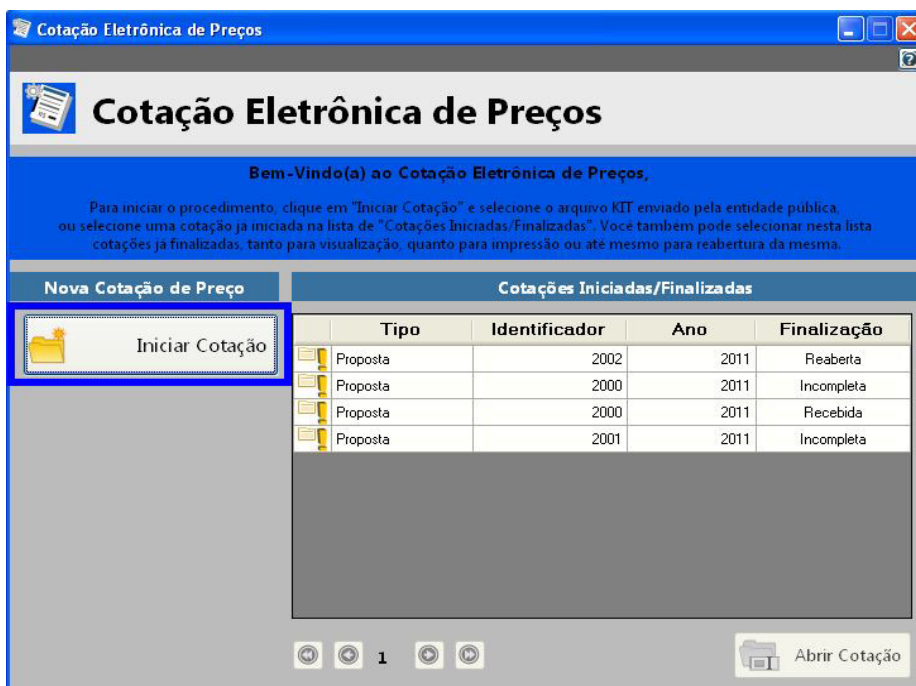 Cotação Eletrônica de Preços
Cotação Eletrônica de Preços
Bem-Vindo(a) ao Cotação Eletrônica de Preços,
Para iniciar o procedimento, clique em "Iniciar Cotação" e selecione o arquivo KIT enviado pela entidade pública,
ou selecione uma cotação já iniciada na lista de "Cotações Iniciadas/Finalizadas". Você também pode selecionar nesta lista
cotações já finalizadas, tanto para visualização, quanto para impressão ou até mesmo para reabertura da mesma.
Nova Cotação de Preço
Cotações Iniciadas/Finalizadas
Iniciar Cotação
Tipo Identificador Ano Finalização
Proposta 2002 2011 Reaberta
Proposta 2000 2011 Incompleta
Proposta 2000 2011 Recebida
Proposta 2001 2011 Incompleta
1
Abrir Cotação